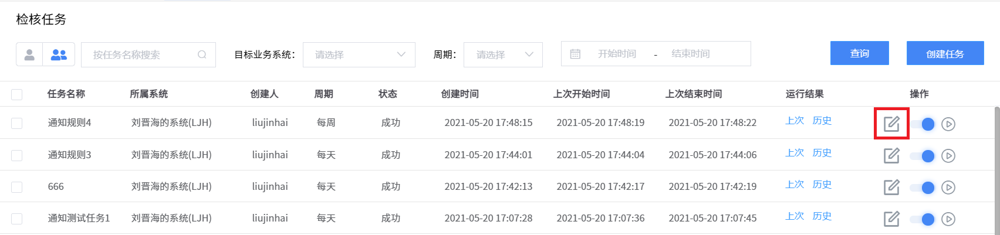 检核任务
按任务名称搜索 目标业务系统： 请选择 周期： 请选择 开始时间 - 结束时间 查询 创建任务
任务名称 所属系统 创建人 周期 状态 创建时间 上次开始时间 上次结束时间 运行结果 操作
通知规则4 刘晋海的系统(LJH) liujinhai 每周 成功 2021-05-20 17:48:15 2021-05-20 17:48:19 2021-05-20 17:48:22 上次 历史
通知规则3 刘晋海的系统(LJH) liujinhai 每天 成功 2021-05-20 17:44:01 2021-05-20 17:44:04 2021-05-20 17:44:06 上次 历史
666 刘晋海的系统(LJH) liujinhai 每天 成功 2021-05-20 17:42:13 2021-05-20 17:42:17 2021-05-20 17:42:19 上次 历史
通知测试任务1 刘晋海的系统(LJH) liujinhai 每天 成功 2021-05-20 17:07:28 2021-05-20 17:07:36 2021-05-20 17:07:45 上次 历史